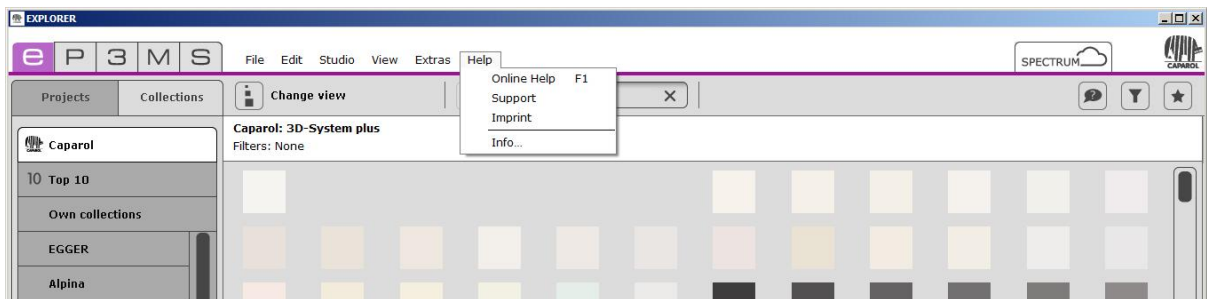 EXPLORER
e P 3 M S File Edit Studio View Extras Help SPECTRUM CAPAROL
Online Help F1
Support
Imprint
Info...
Projects Collections Change view
Caparol: 3D-System plus
Filters: None
Caparol
10 Top 10
Own collections
EGGER
Alpina